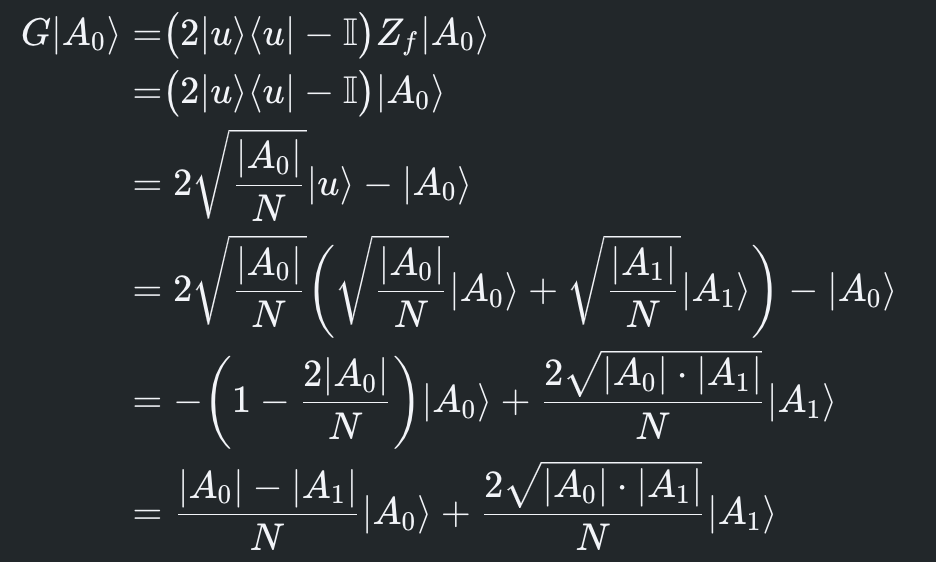 G|A₀⟩ =(2|u⟩⟨u| − 𝕀)Z_f|A₀⟩
=(2|u⟩⟨u| − 𝕀)|A₀⟩
= 2√(|A₀|/N)|u⟩ − |A₀⟩
= 2√(|A₀|/N)(√(|A₀|/N)|A₀⟩ + √(|A₁|/N)|A₁⟩) − |A₀⟩
= −(1 − 2|A₀|/N)|A₀⟩ + 2√(|A₀| · |A₁|)/N|A₁⟩
= (|A₀| − |A₁|)/N|A₀⟩ + 2√(|A₀| · |A₁|)/N|A₁⟩